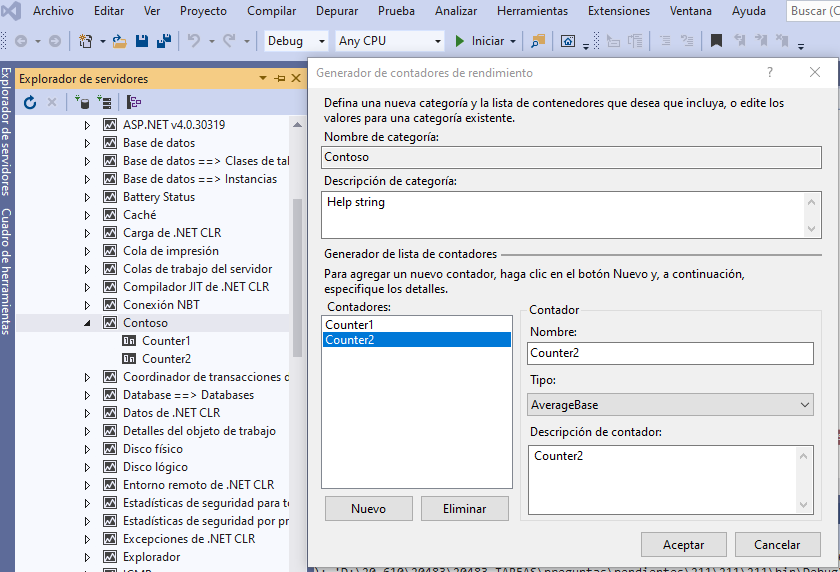 Archivo Editar Ver Proyecto Compilar Depurar Prueba Analizar Herramientas Extensiones Ventana Ayuda Buscar (C
Debug Any CPU Iniciar
Explorador de servidores
Cuadro de herramientas
Explorador de servidores
ASP.NET v4.0.30319
Base de datos
Base de datos ==> Clases de tal
Base de datos ==> Instancias
Battery Status
Caché
Carga de .NET CLR
Cola de impresión
Colas de trabajo del servidor
Compilador JIT de .NET CLR
Conexión NBT
Contoso
Counter1
Counter2
Coordinador de transacciones d
Database ==> Databases
Datos de .NET CLR
Detalles del objeto de trabajo
Disco físico
Disco lógico
Entorno remoto de .NET CLR
Estadísticas de seguridad para te
Estadísticas de seguridad por pr
Excepciones de .NET CLR
Explorador
Generador de contadores de rendimiento
Defina una nueva categoría y la lista de contenedores que desea que incluya, o edite los
valores para una categoría existente.
Nombre de categoría:
Contoso
Descripción de categoría:
Help string
Generador de lista de contadores
Para agregar un nuevo contador, haga clic en el botón Nuevo y, a continuación,
especifique los detalles.
Contadores:
Counter1
Counter2
Nuevo Eliminar
Contador
Nombre:
Counter2
Tipo:
AverageBase
Descripción de contador:
Counter2
Aceptar Cancelar